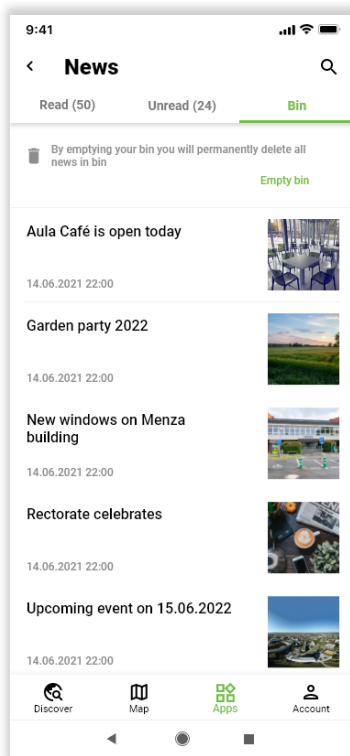 9:41
News
Read (50)
Unread (24)
Bin
By emptying your bin you will permanently delete all
news in bin
Empty bin
Aula Café is open today
14.06.2021 22:00
Garden party 2022
14.06.2021 22:00
New windows on Menza
building
14.06.2021 22:00
Rectorate celebrates
14.06.2021 22:00
Upcoming event on 15.06.2022
14.06.2021 22:00
Discover
Map
Apps
Account